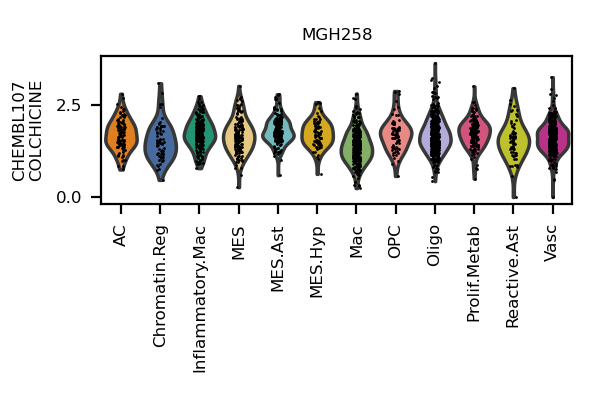 MGH258
CHEMBL107
COLCHICINE
2.5
0.0
AC
Chromatin.Reg
Inflammatory.Mac
MES
MES.Ast
MES.Hyp
Mac
OPC
Oligo
Prolif.Metab
Reactive.Ast
Vasc